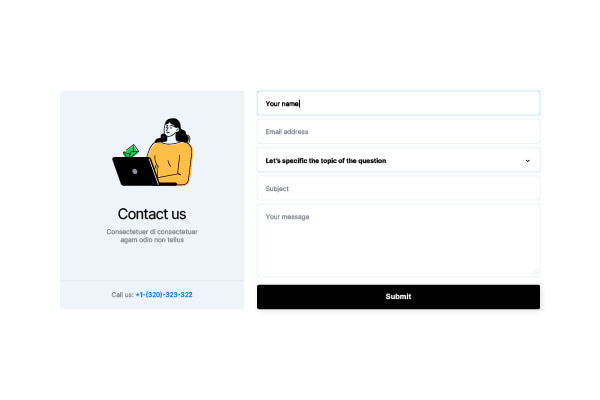 Contact us
Consectetuer di consectetuar
agam odio non tellus
Call us: +1-(320)-323-322
Your name
Email address
Let's specific the topic of the question
Subject
Your message
Submit